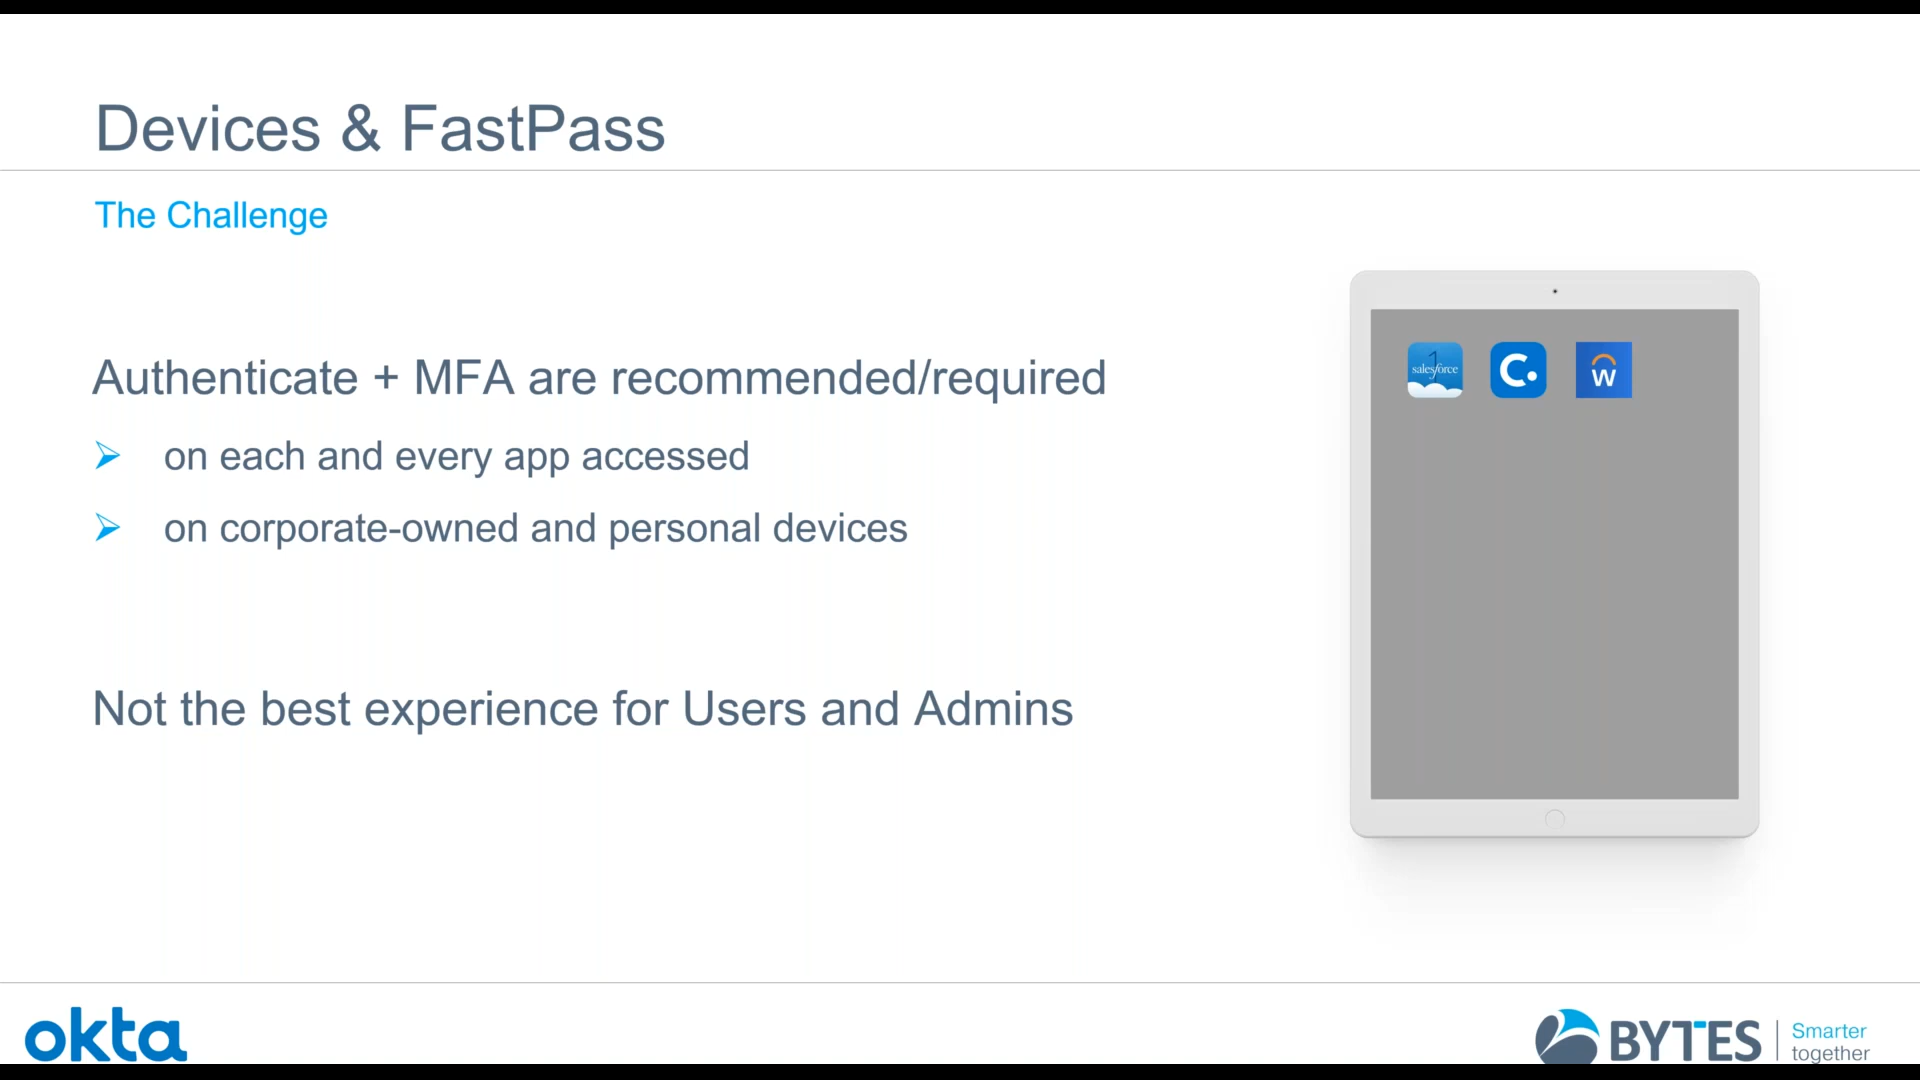 Devices & FastPass
The Challenge
Authenticate + MFA are recommended/required
on each and every app accessed
on corporate-owned and personal devices
Not the best experience for Users and Admins
1
salesforce
C.
W
okta
BYTES
Smarter
together